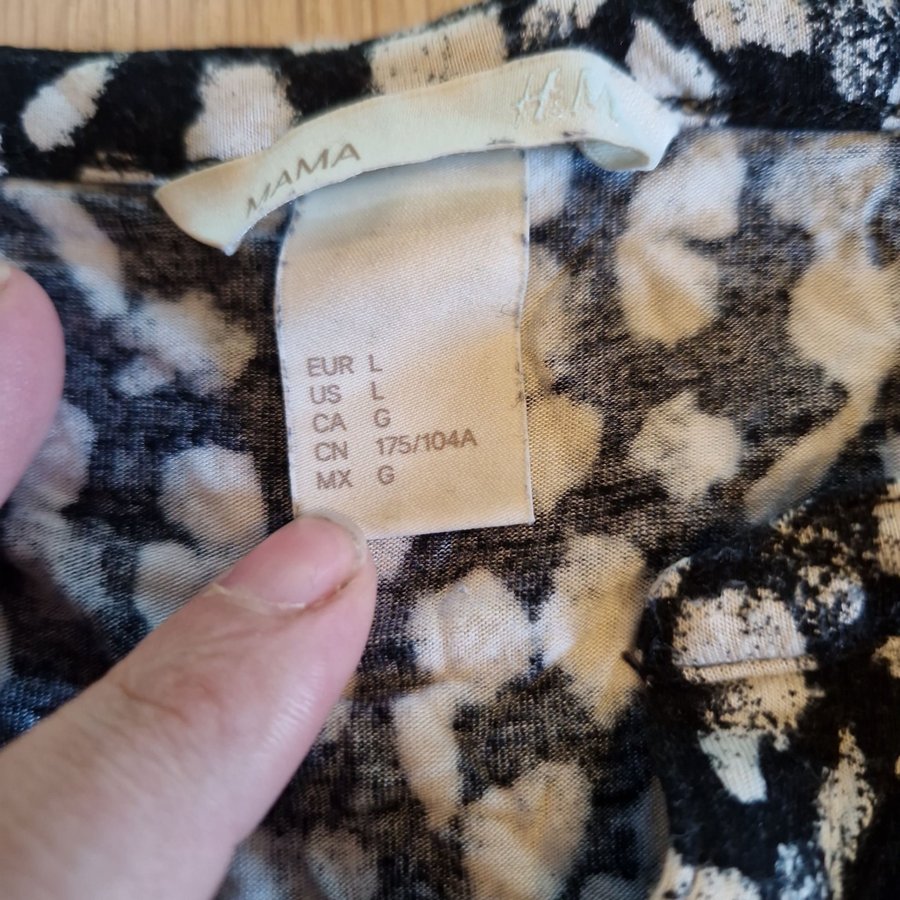 MAMA H&M
EUR L
US L
CA G
CN 175/104A
MX G